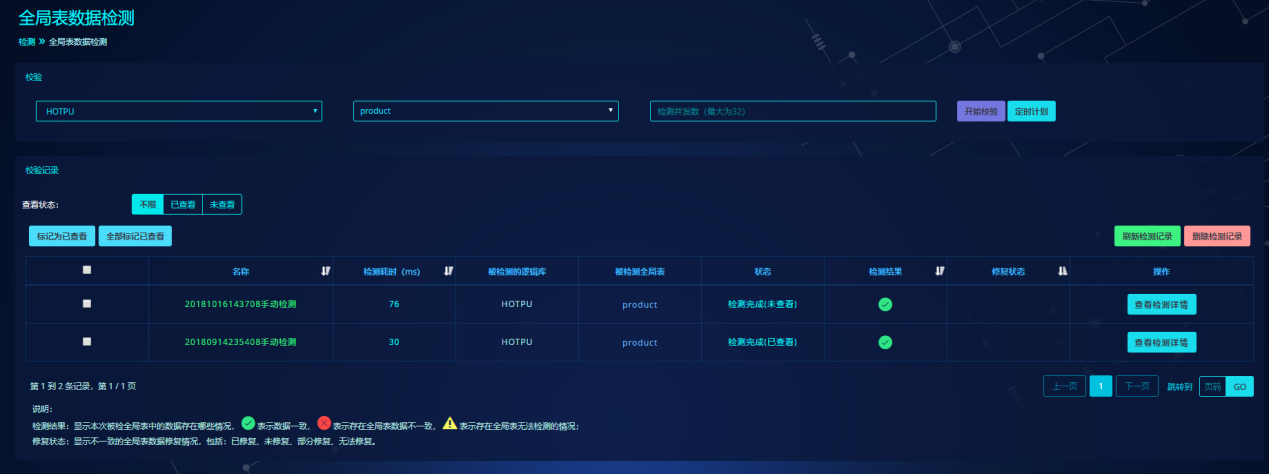 全局表数据检测
检测 » 全局表数据检测
校验
HOTPU product 检测并发数（最大为32） 开始校验 定时计划
校验记录
查看状态： 不限 已查看 未查看
标记为已查看 全部标记已查看 刷新检测记录 删除检测记录
名称 检测耗时（ms） 被检测的逻辑库 被检测全局表 状态 检测结果 修复状态 操作
20181016143708手动检测 76 HOTPU product 检测完成(未查看) 查看检测详情
20180914235408手动检测 30 HOTPU product 检测完成(已查看) 查看检测详情
第 1 到 2 条记录，第 1 / 1 页 上一页 1 下一页 跳转到 页码 GO
说明：
检测结果：显示本次被检全局表中的数据存在哪些情况， 表示数据一致， 表示存在全局表数据不一致， 表示存在全局表无法检测的情况；
修复状态：显示不一致的全局表数据修复情况，包括：已修复、未修复、部分修复、无法修复。